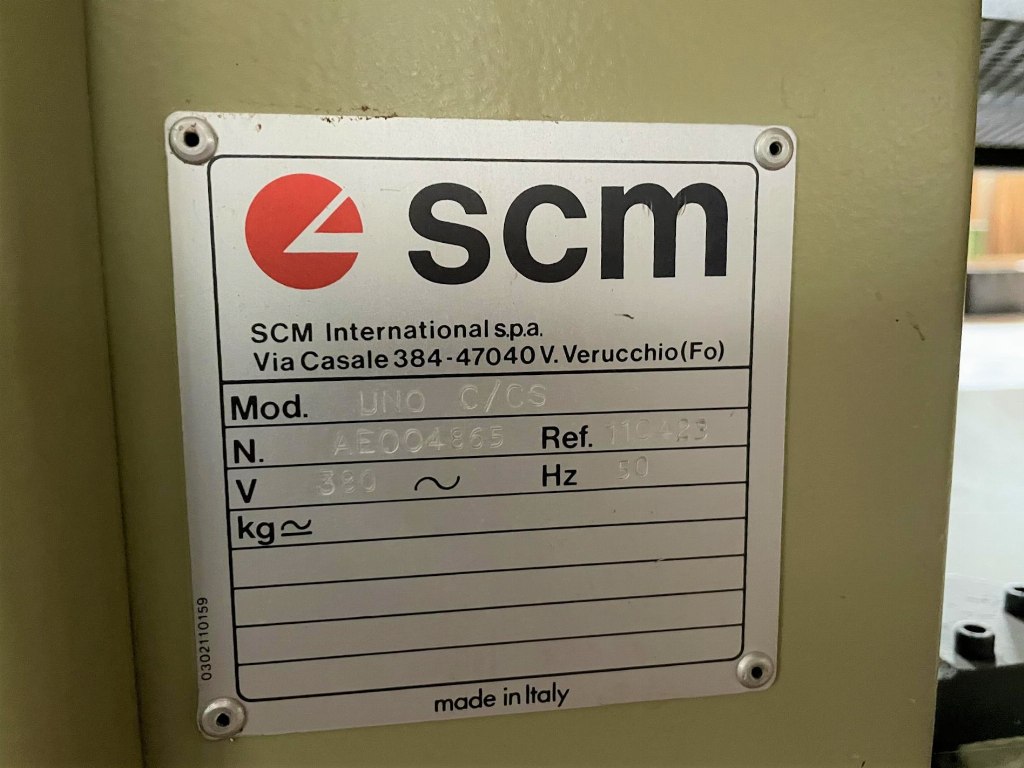 scm
SCM International s.p.a.
Via Casale 384-47040 V. Verucchio (Fo)
Mod. UNO C/CS
N. AE004865 Ref.
V 380 ~ Hz 50
kg≃
0302110159
made in Italy